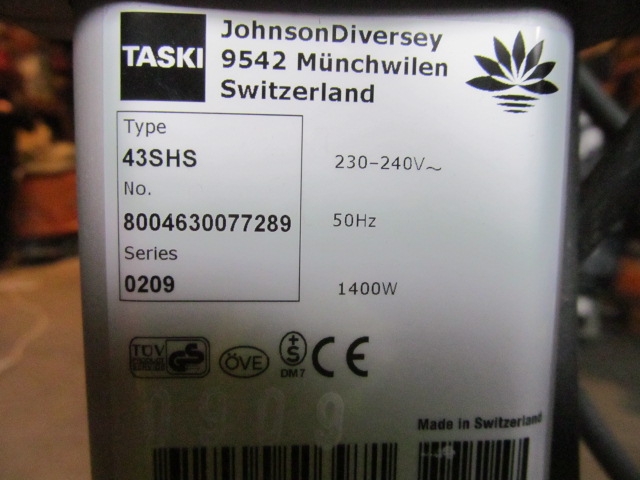 TASKI
JohnsonDiversey
9542 Münchwilen
Switzerland
Type
43SHS
No.
8004630077289
Series
0209
230-240V~
50Hz
1400W
TÜV GS
ÖVE
+S
DM7
CE
0909
Made in Switzerland